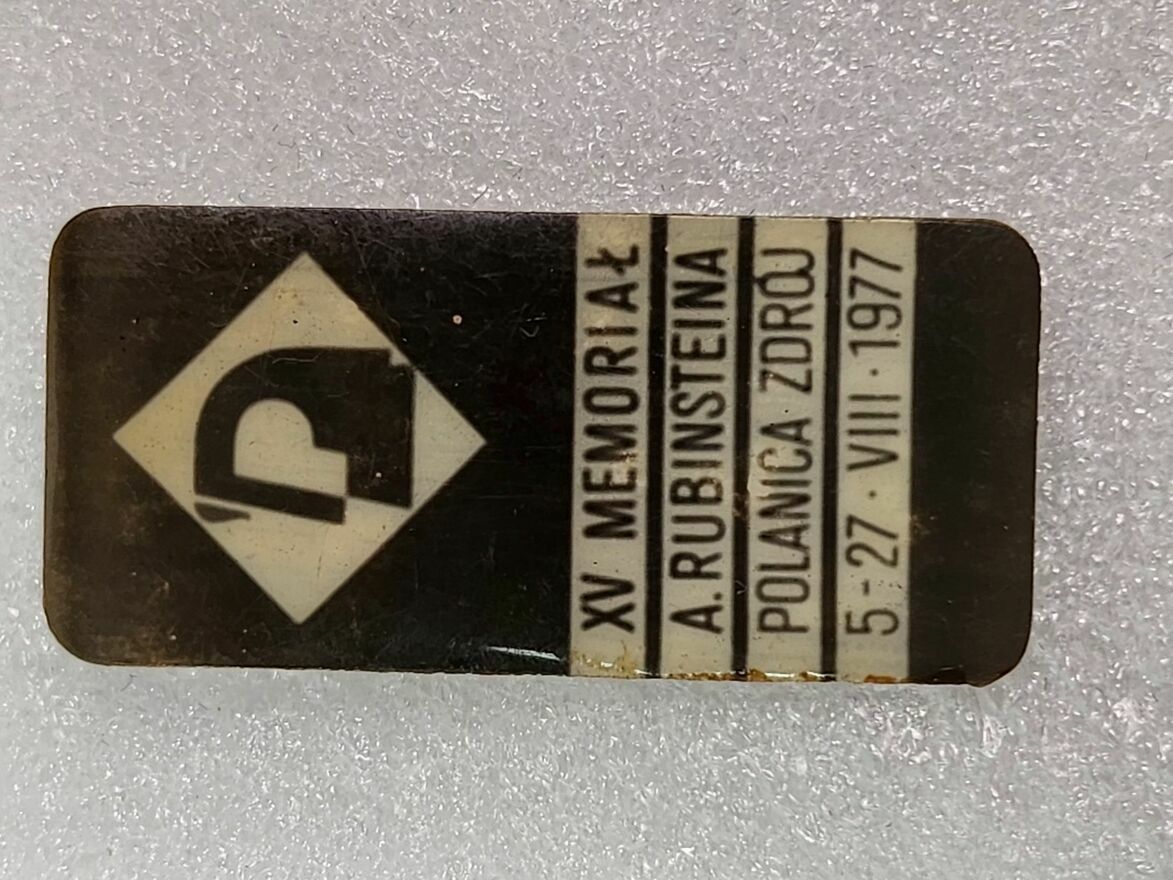 P
XV MEMORIAŁ
A. RUBINSTEINA
POLANICA ZDRÓJ
5-27·VIII·1977